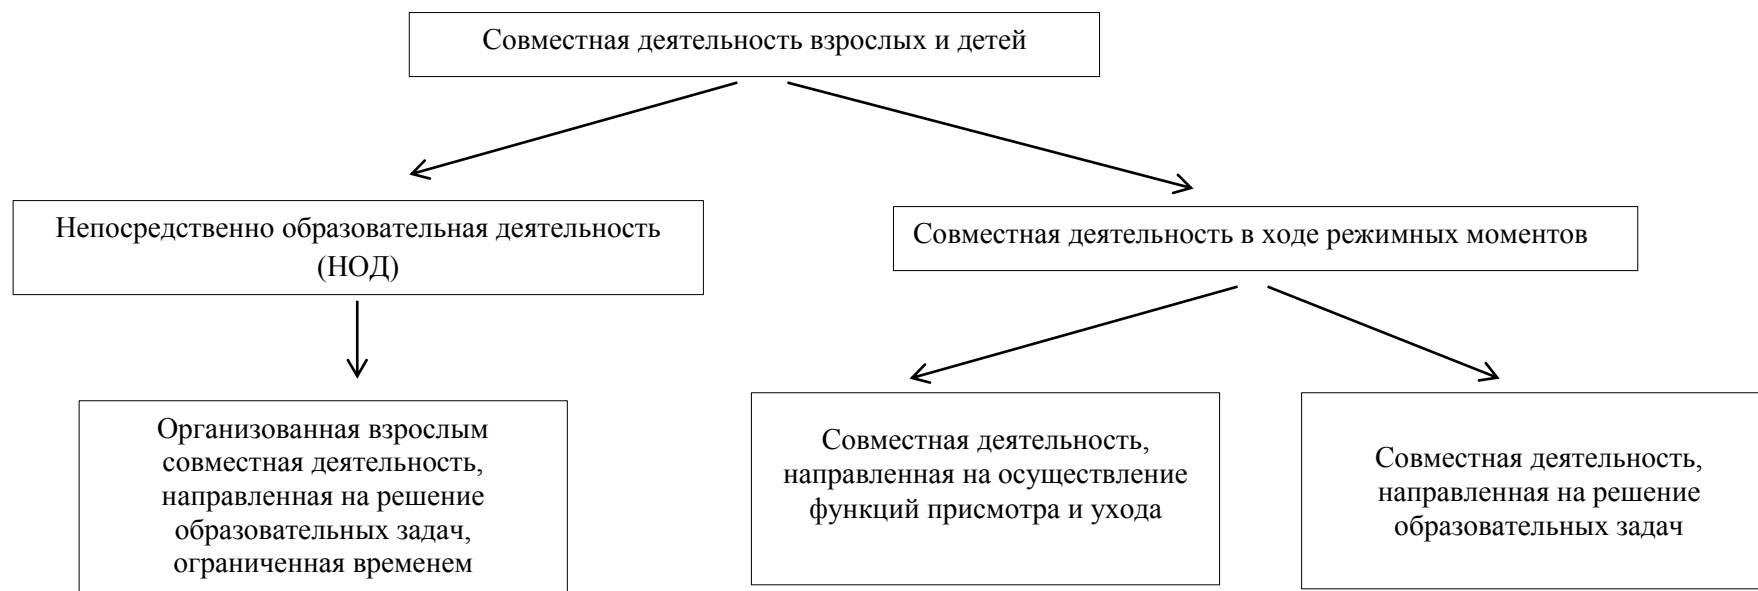 Совместная деятельность взрослых и детей
Непосредственно образовательная деятельность
(НОД)
Совместная деятельность в ходе режимных моментов
Организованная взрослым
совместная деятельность,
направленная на решение
образовательных задач,
ограниченная временем
Совместная деятельность,
направленная на осуществление
функций присмотра и ухода
Совместная деятельность,
направленная на решение
образовательных задач